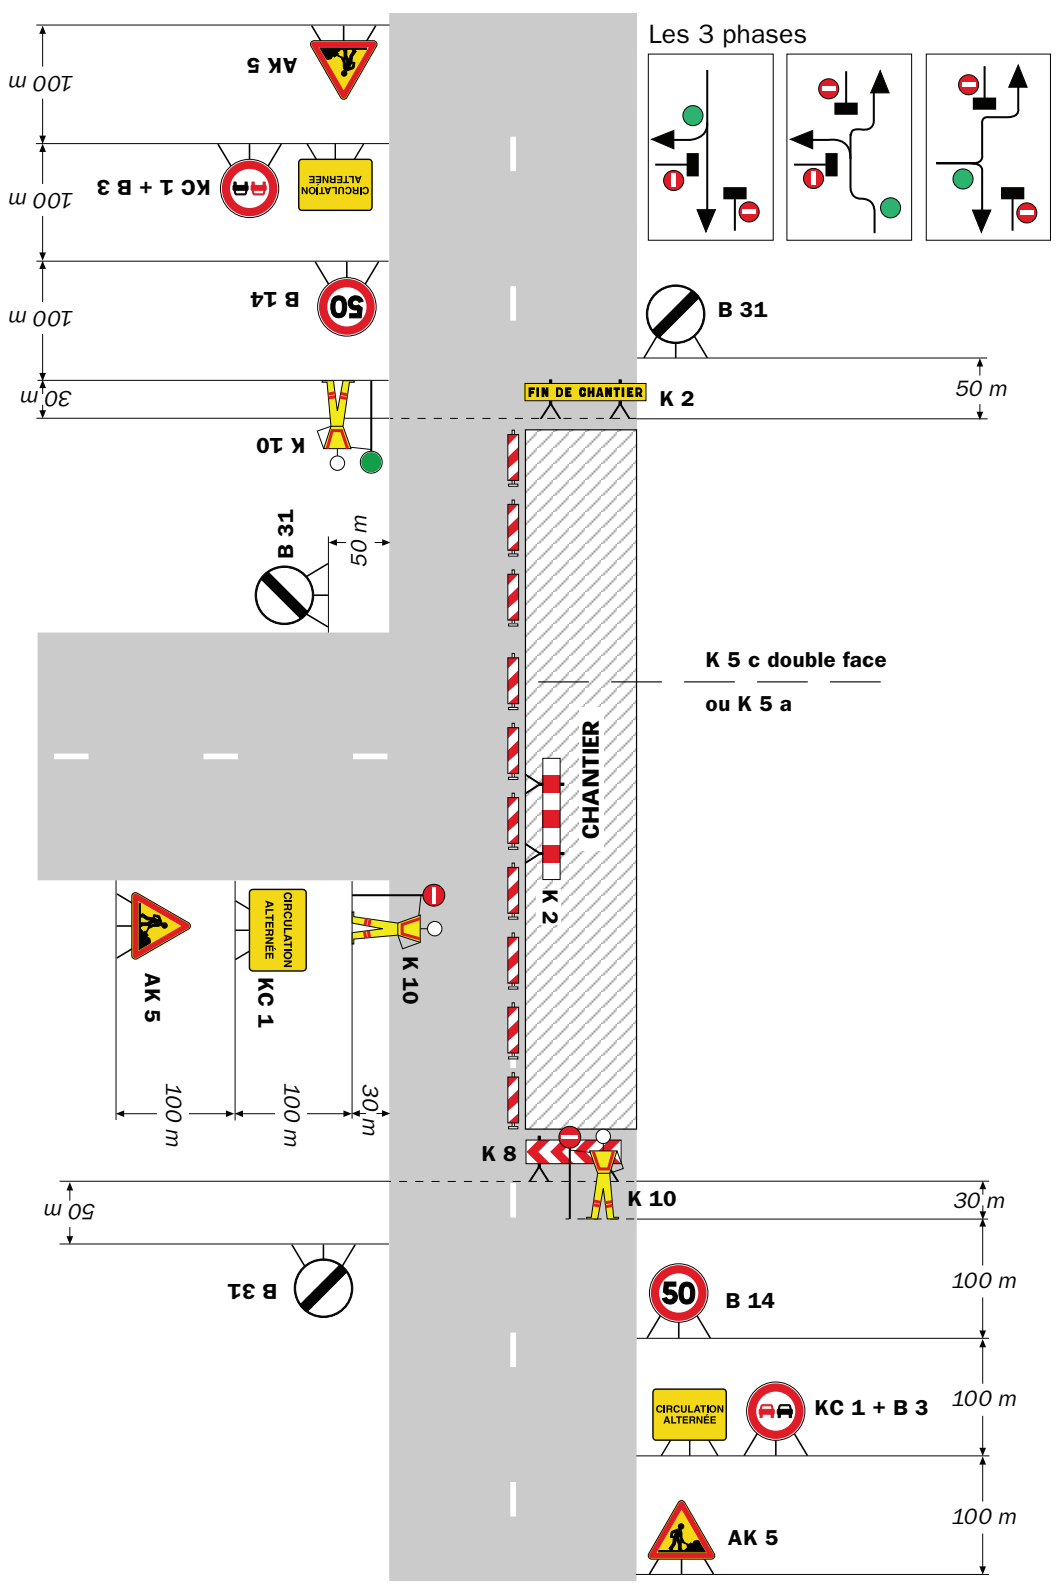 Les 3 phases
100 m
AK 5
100 m
KC 1 + B 3
CIRCULATION
ALTERNÉE
100 m
B 14
50
30 m
K 10
B 31
50 m
FIN DE CHANTIER
K 2
50 m
B 31
K 5 c double face
ou K 5 a
CHANTIER
K 2
CIRCULATION
ALTERNÉE
AK 5
KC 1
K 10
100 m
100 m
30 m
K 8
K 10
30 m
50 m
B 31
50
B 14
100 m
CIRCULATION
ALTERNÉE
KC 1 + B 3
100 m
AK 5
100 m